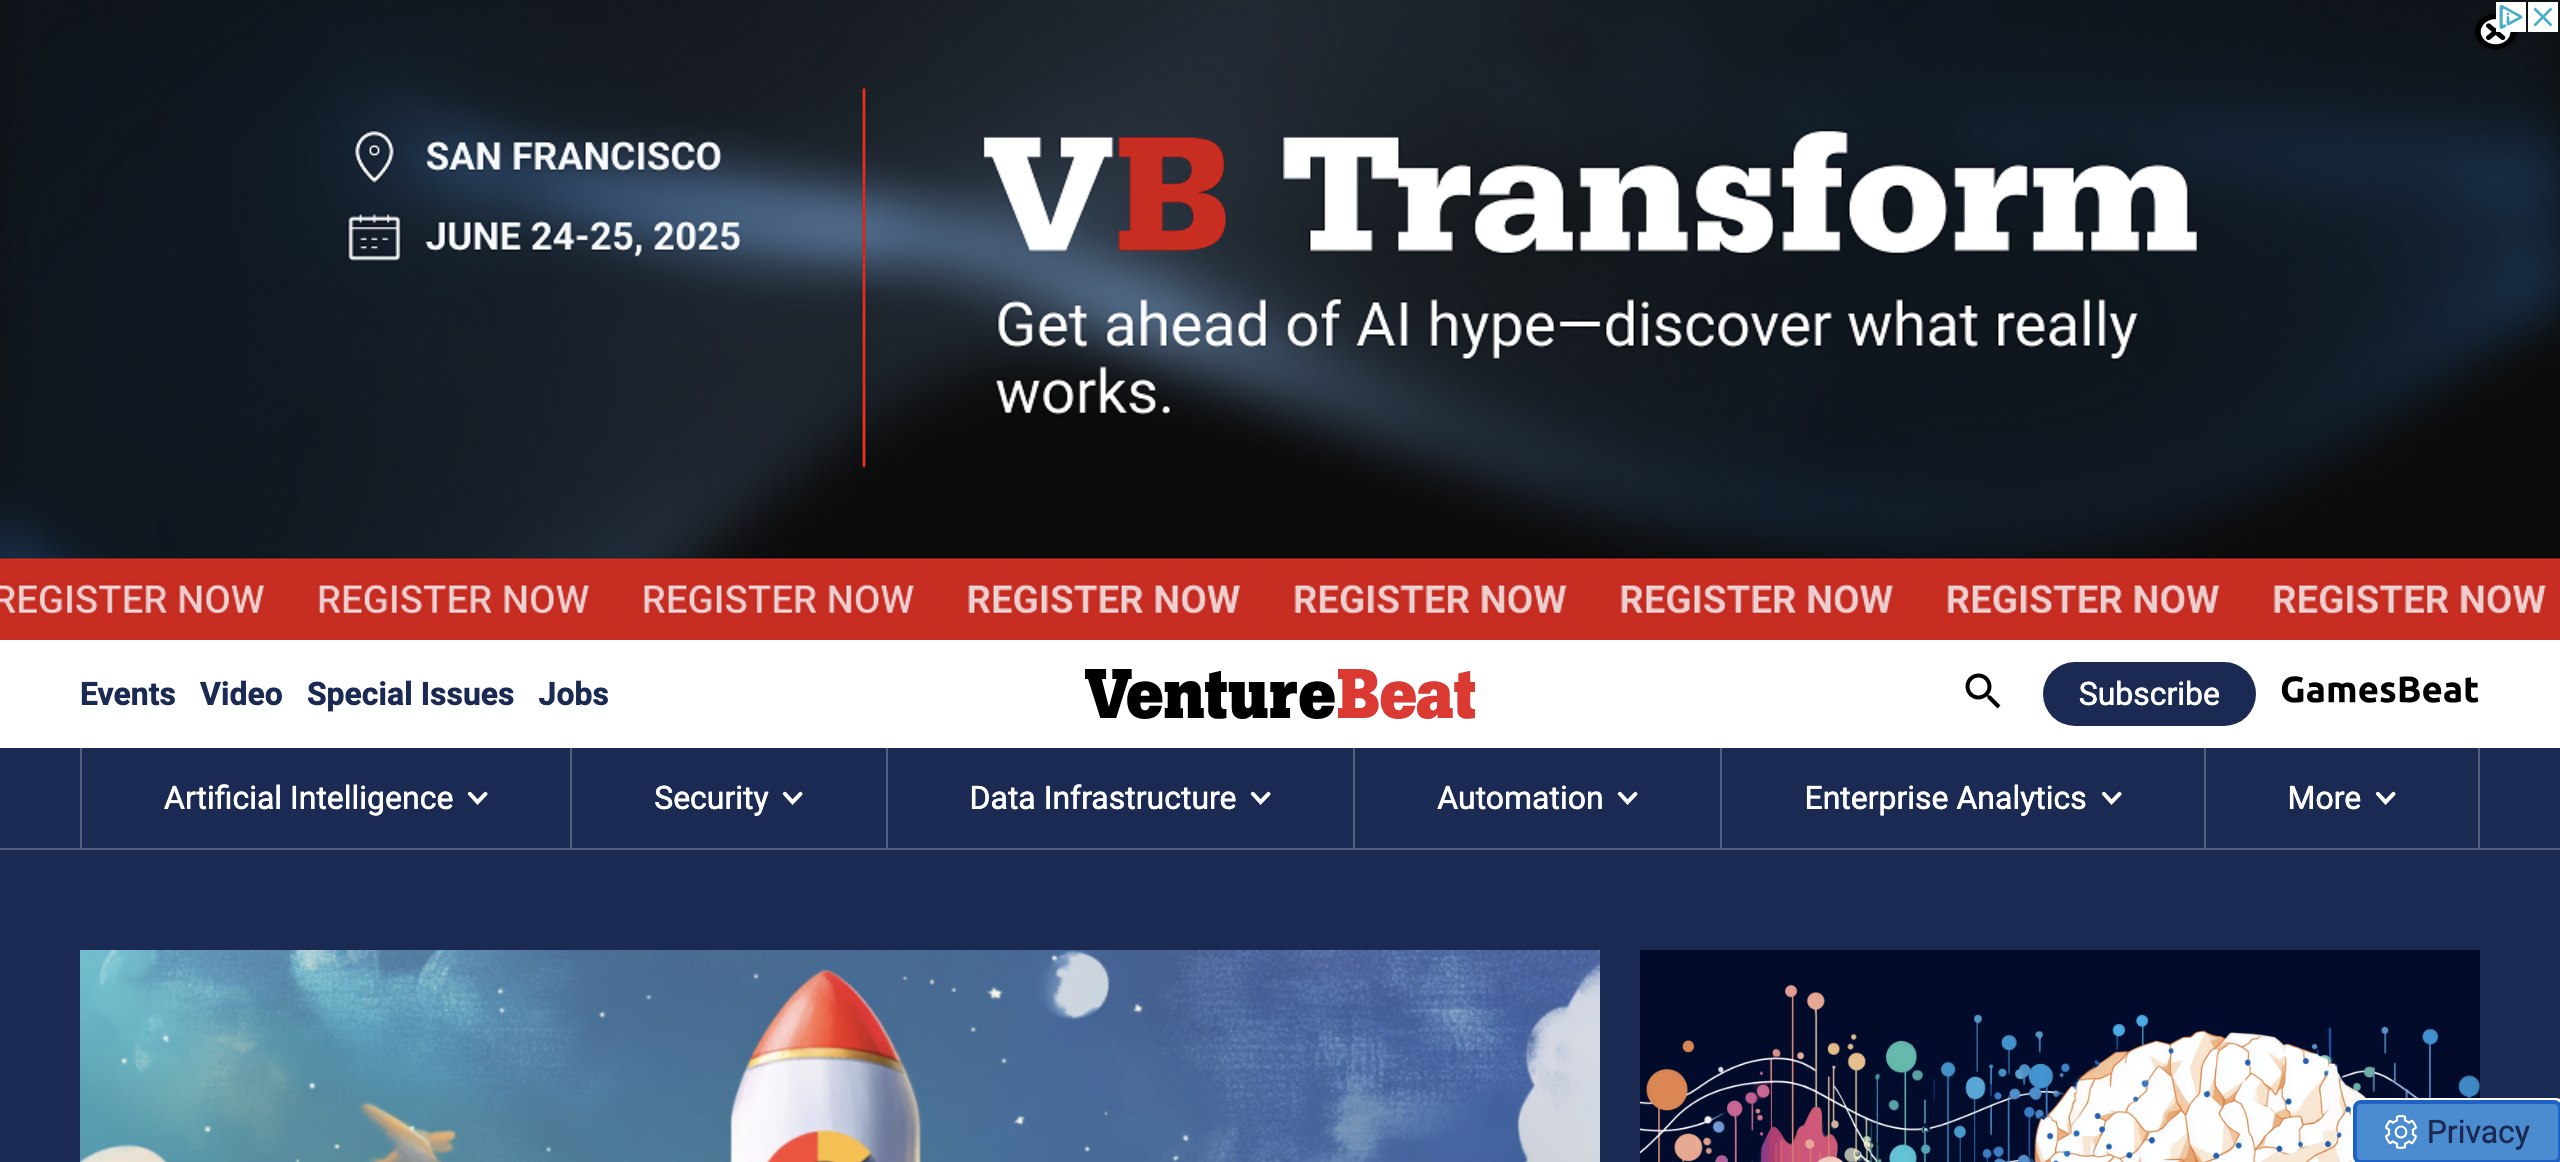 SAN FRANCISCO
JUNE 24-25, 2025
VB Transform
Get ahead of AI hype—discover what really
works.
REGISTER NOW REGISTER NOW REGISTER NOW REGISTER NOW REGISTER NOW REGISTER NOW REGISTER NOW REGISTER NOW
Events Video Special Issues Jobs VentureBeat Subscribe GamesBeat
Artificial Intelligence Security Data Infrastructure Automation Enterprise Analytics More
Privacy